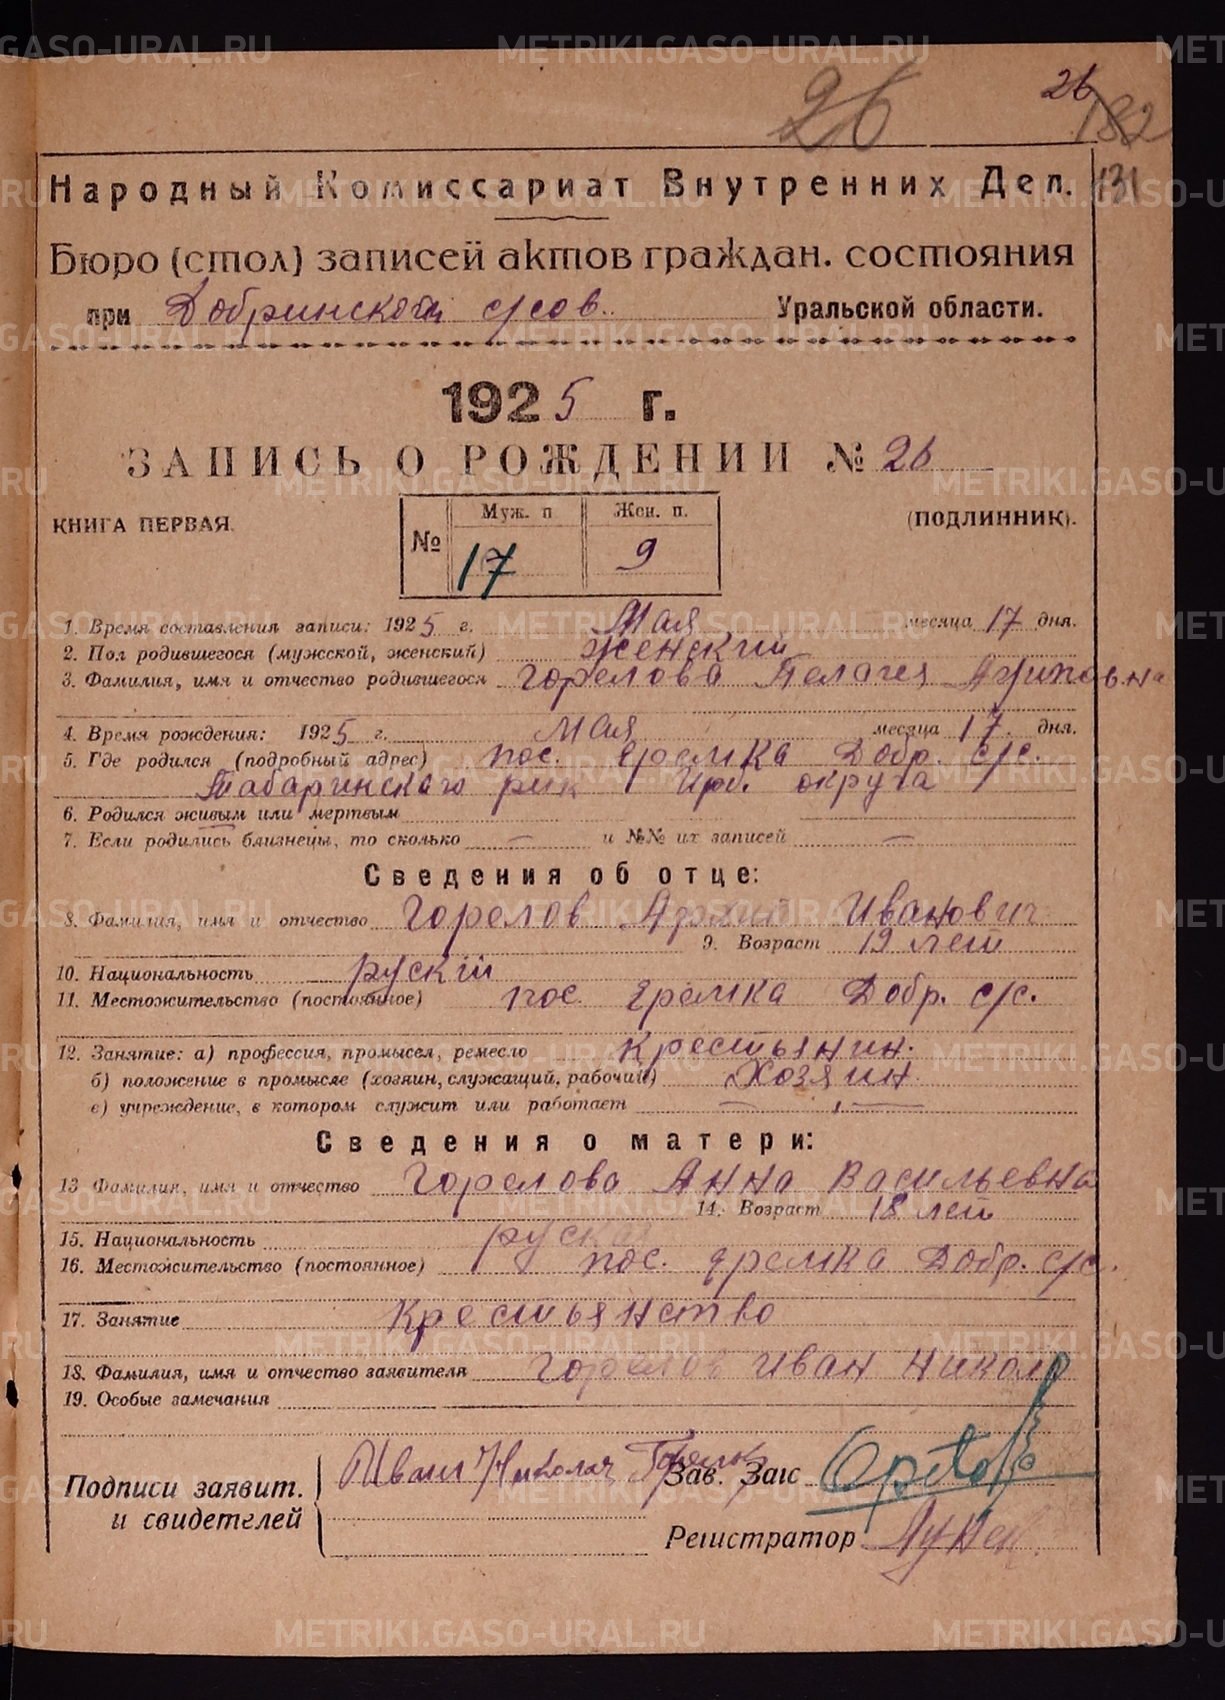 26
26
182
131
Народный Комиссариат Внутренних Дел.
Бюро (стол) записей актов граждан. состояния
при Добринском с/сов. Уральской области.
1925 г.
ЗАПИСЬ О РОЖДЕНИИ № 26
КНИГА ПЕРВАЯ.
№ Муж. п. Жен. п.
17 9
(ПОДЛИННИК).
1. Время составления записи: 1925 г. Мая месяца 17 дня.
2. Пол родившегося (мужской, женский) женский
3. Фамилия, имя и отчество родившегося Горелова Пелагея
4. Время рождения: 1925 г. Мая месяца 17 дня.
5. Где родился (подробный адрес) пос. Добр. с/с.
Табаринского рик Ирб. округа
6. Родился живым или мертвым
7. Если родились близнецы, то сколько — и №№ их записей —
Сведения об отце:
8. Фамилия, имя и отчество Горелов Архип Иванович
9. Возраст 19 лет
10. Национальность руский
11. Местожительство (постоянное) пос. Добр. с/с.
12. Занятие: а) профессия, промысел, ремесло крестьянин.
б) положение в промысле (хозяин, служащий, рабочий) Хозяин.
в) учреждение, в котором служит или работает —
Сведения о матери:
13 Фамилия, имя и отчество Горелова Анна Васильевна
14. Возраст 18 лет
15. Национальность руская
16. Местожительство (постоянное) пос. Добр. с/с.
17. Занятие Крестьянство
18. Фамилия, имя и отчество заявителя Горелов Иван Никол
19. Особые замечания
Подписи заявит.
и свидетелей
Иван
Зав. Загс
Регистратор
METRIKI.GASO-URAL.RU